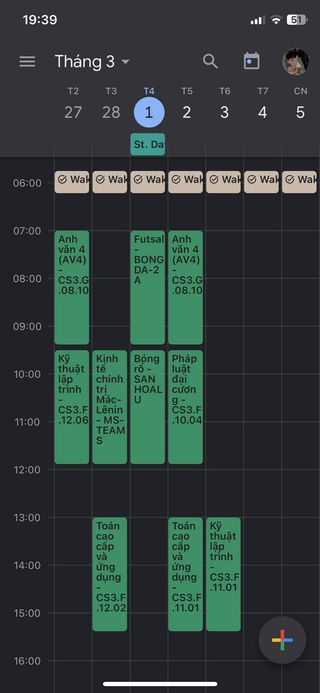 19:39
51
Tháng 3
T2
T3
T4
T5
T6
T7
CN
27
28
1
2
3
4
5
St. Da
06:00
Wak
Wak
Wak
Wak
Wak
Wak
Wak
07:00
08:00
09:00
10:00
11:00
12:00
13:00
14:00
15:00
16:00
Anh
văn 4
(AV4)
-
CS3.G
.08.10
Futsal
-
BONG
DA-2
A
Anh
văn 4
(AV4)
-
CS3.G
.08.10
Kỹ
thuật
lập
trình
-
CS3.F
.12.06
Kinh
tế
chính
trị
Mác-
Lênin
- MS-
TEAM
S
Bóng
rổ -
SAN
HOAL
U
Pháp
luật
đại
cươn
g -
CS3.F
.10.04
Toán
cao
cấp
và
ứng
dụng
-
CS3.F
.12.02
Toán
cao
cấp
và
ứng
dụng
-
CS3.F
.11.01
Kỹ
thuật
lập
trình
-
CS3.F
.11.01